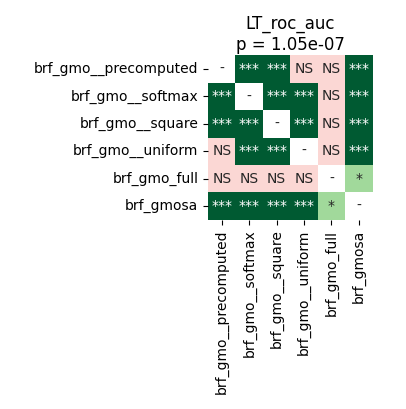 LT_roc_auc
p = 1.05e-07
brf_gmo__precomputed - *** *** NS NS ***
brf_gmo__softmax *** - *** *** NS ***
brf_gmo__square *** *** - *** NS ***
brf_gmo__uniform NS *** *** - NS ***
brf_gmo_full NS NS NS NS - *
brf_gmosa *** *** *** *** * -
brf_gmo__precomputed
brf_gmo__softmax
brf_gmo__square
brf_gmo__uniform
brf_gmo_full
brf_gmosa